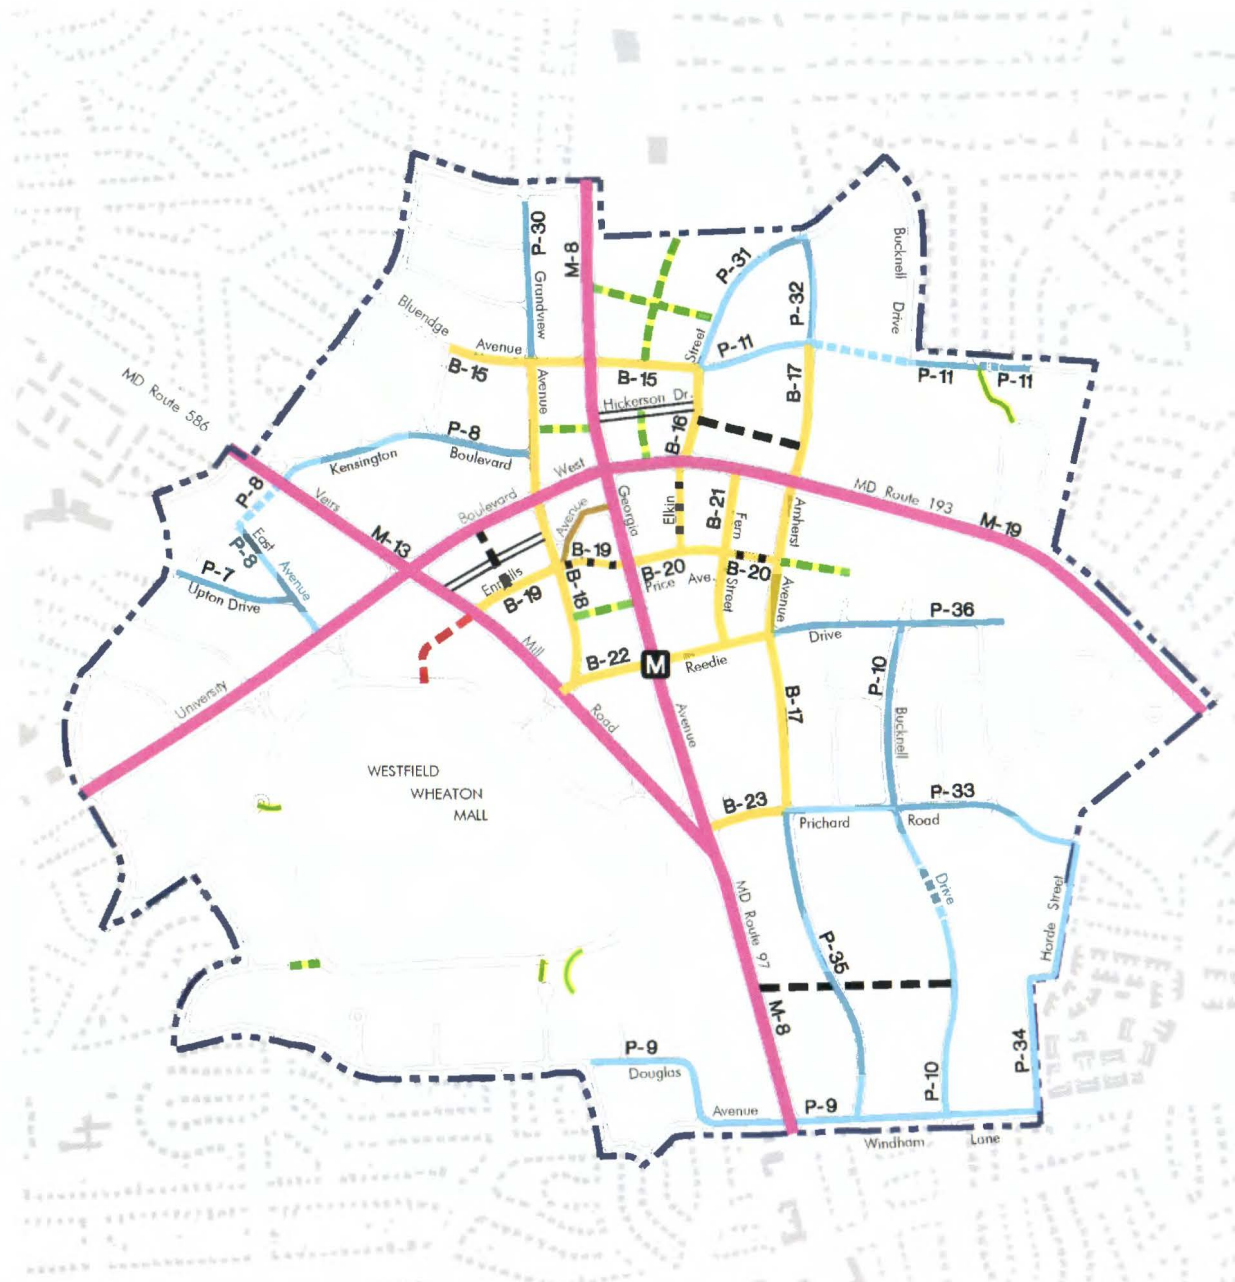 P-30
M-8
Grandview
P-31
P-32
Bucknell
Drive
Avenue
B-15
Street
P-11
P-11
P-11
MD Route 586
Avenue
B-15
Hickerson Dr.
B-17
B-16
P-8
Kensington
Boulevard
West
Boulevard
P-8
Veirs
Georgia
Elkin
B-21
Fern
Amherst
MD Route 193
M-19
M-13
Avenue
East
P-8
Avenue
P-7
Upton Drive
B-19
B-19
B-18
B-20
Price Ave.
Street
B-20
Avenue
Mill
B-22
M
Reedie
Drive
P-36
P-10
University
Road
Avenue
B-17
Bucknell
WESTFIELD
WHEATON
MALL
B-23
Prichard
Road
P-33
Drive
MD Route 97
P-35
Horde Street
M-8
P-34
P-9
Douglas
P-10
Avenue
P-9
Windham
Lane